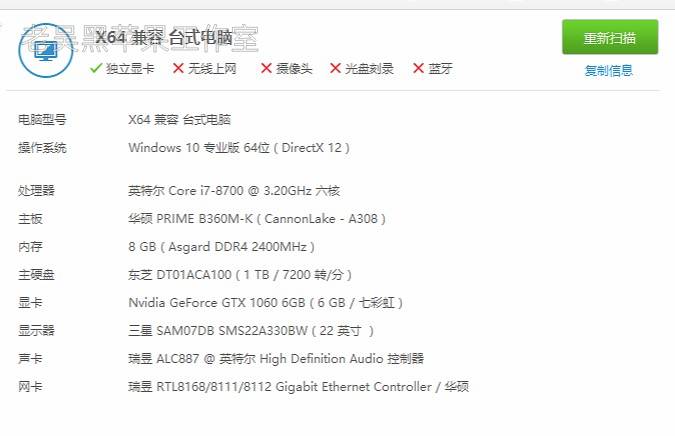 老吴黑苹果工作室
X64 兼容 台式电脑
重新扫描
独立显卡 无线上网 摄像头 光盘刻录 蓝牙
复制信息
电脑型号 X64 兼容 台式电脑
操作系统 Windows 10 专业版 64位 ( DirectX 12 )
处理器 英特尔 Core i7-8700 @ 3.20GHz 六核
主板 华硕 PRIME B360M-K ( CannonLake - A308 )
内存 8 GB ( Asgard DDR4 2400MHz )
主硬盘 东芝 DT01ACA100 ( 1 TB / 7200 转/分 )
显卡 Nvidia GeForce GTX 1060 6GB ( 6 GB / 七彩虹 )
显示器 三星 SAM07DB SMS22A330BW ( 22 英寸 )
声卡 瑞昱 ALC887 @ 英特尔 High Definition Audio 控制器
网卡 瑞昱 RTL8168/8111/8112 Gigabit Ethernet Controller / 华硕